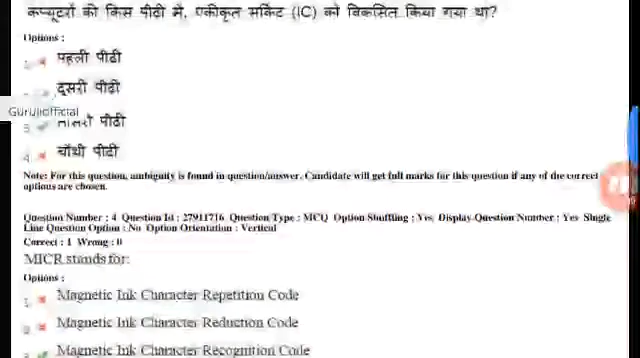 कम्प्यूटरों की किस पीढ़ी में, एकीकृत सर्किट (IC) को विकसित किया गया था?
Options :
1. पहली पीढ़ी
दूसरी पीढ़ी
Gurujiofficial
3. तीसरी पीढ़ी
4. चौथी पीढ़ी
Note: For this question, ambiguity is found in question/answer. Candidate will get full marks for this question if any of the correct
options are chosen.
Question Number : 4 Question Id : 27911716 Question Type : MCQ Option Shuffling : Yes Display Question Number : Yes Single
Line Question Option : No Option Orientation : Vertical
Correct : 1 Wrong : 0
MICR stands for:
Options :
1. Magnetic Ink Character Repetition Code
Magnetic Ink Character Reduction Code
Magnetic Ink Character Recognition Code